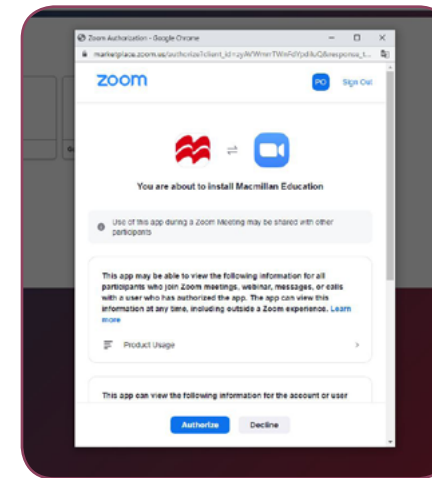 Zoom Authorization - Google Chrome
zoom
PO
Sign Out
You are about to install Macmillan Education
Use of this app during a Zoom Meeting may be shared with other
participants
This app may be able to view the following information for all
participants who join Zoom meetings, webinar, messages, or calls
with a user who has authorized the app. The app can view this
information at any time, including outside a Zoom experience. Learn
more
Product Usage
This app can view the following information for the account or user
Authorize
Decline